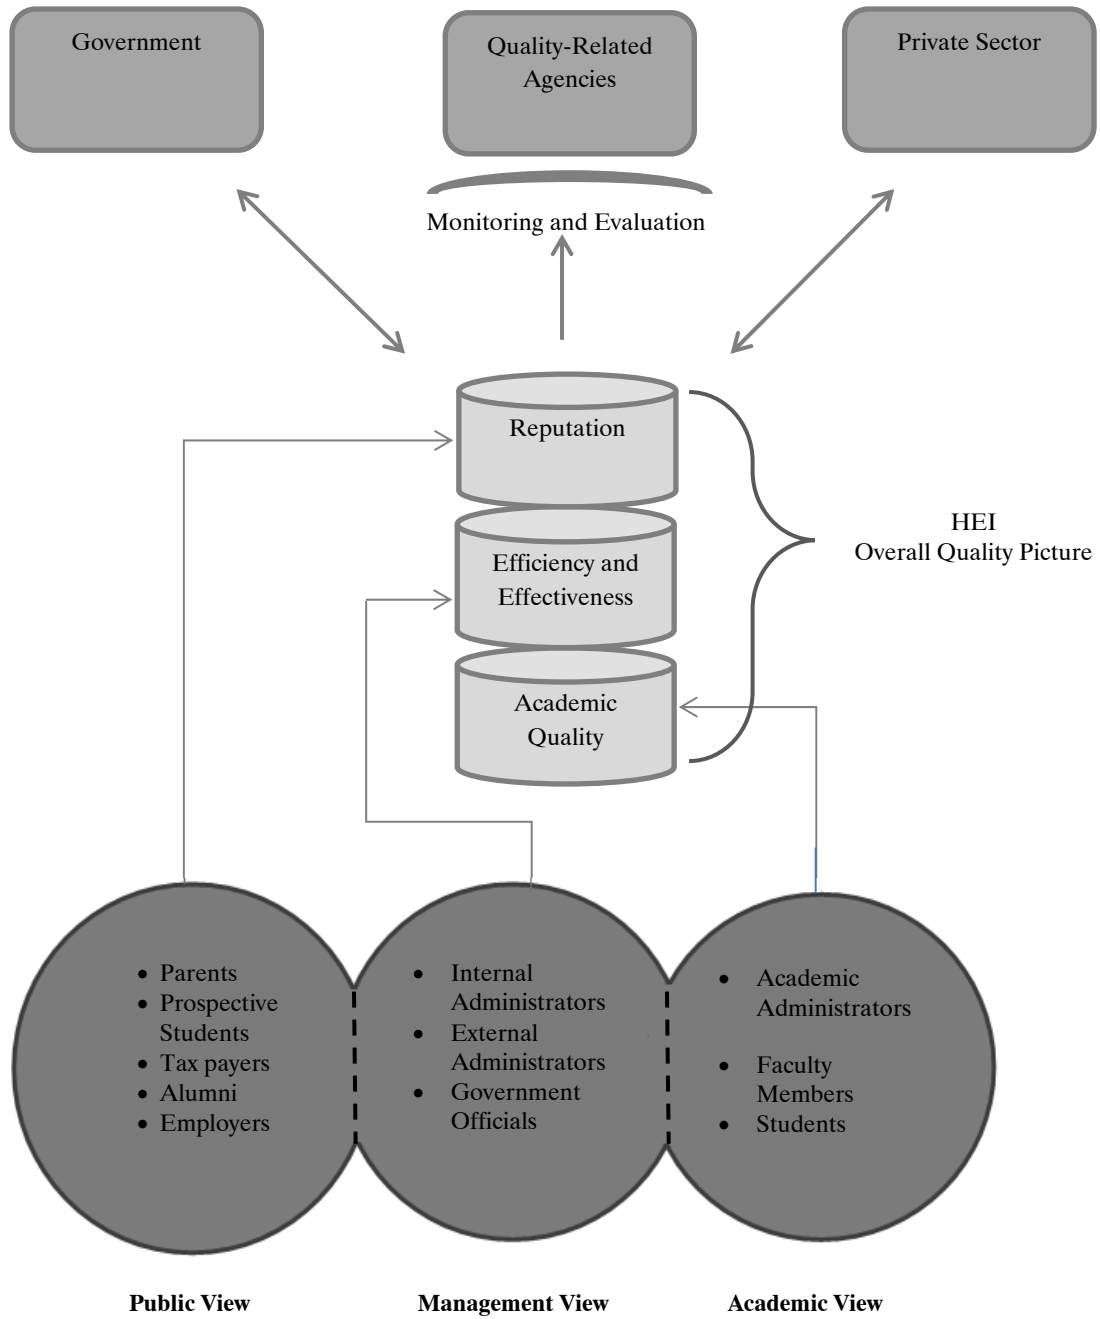 Government
Quality-Related
Agencies
Private Sector
Monitoring and Evaluation
Reputation
Efficiency and
Effectiveness
Academic
Quality
HEI
Overall Quality Picture
• Parents
• Prospective
Students
• Tax payers
• Alumni
• Employers
• Internal
Administrators
• External
Administrators
• Government
Officials
• Academic
Administrators
• Faculty
Members
• Students
Public View
Management View
Academic View